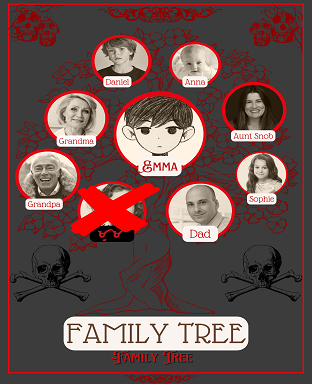 Daniel
Anna
Grandma
Aunt Snob
Emma
Grandpa
Sophie
Dad
FAMILY TREE
Family Tree